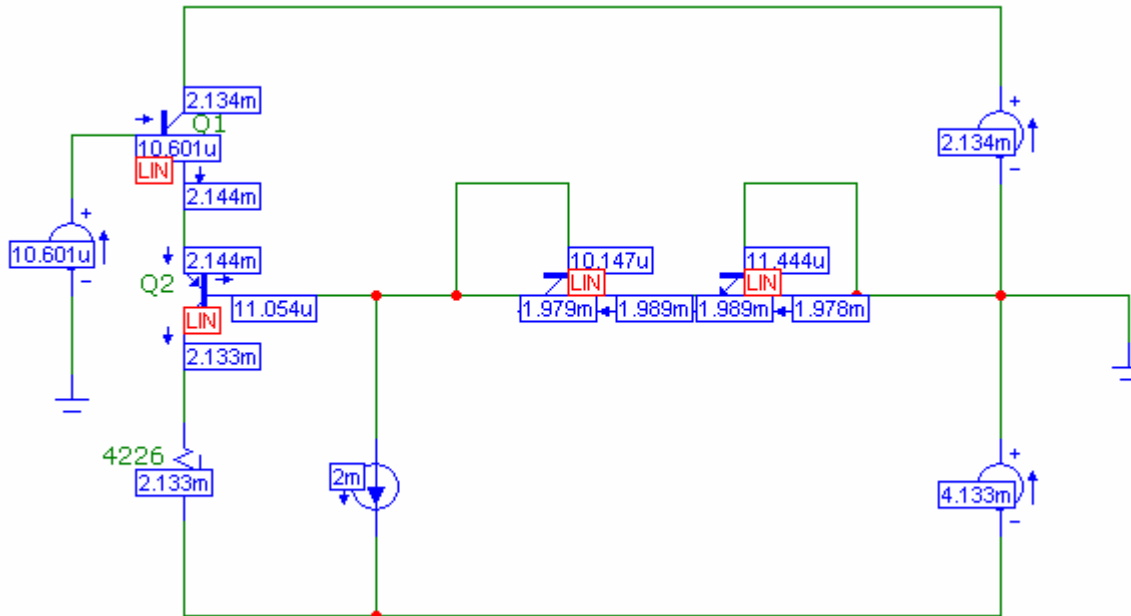 2.134m
Q1
+
2.134m
-
10.601u
LIN
2.144m
+
10.601u
-
2.144m
Q2
LIN
11.054u
2.133m
10.147u
LIN
1.979m
1.989m
11.444u
LIN
1.989m
1.978m
4226
2.133m
2m
+
4.133m
-